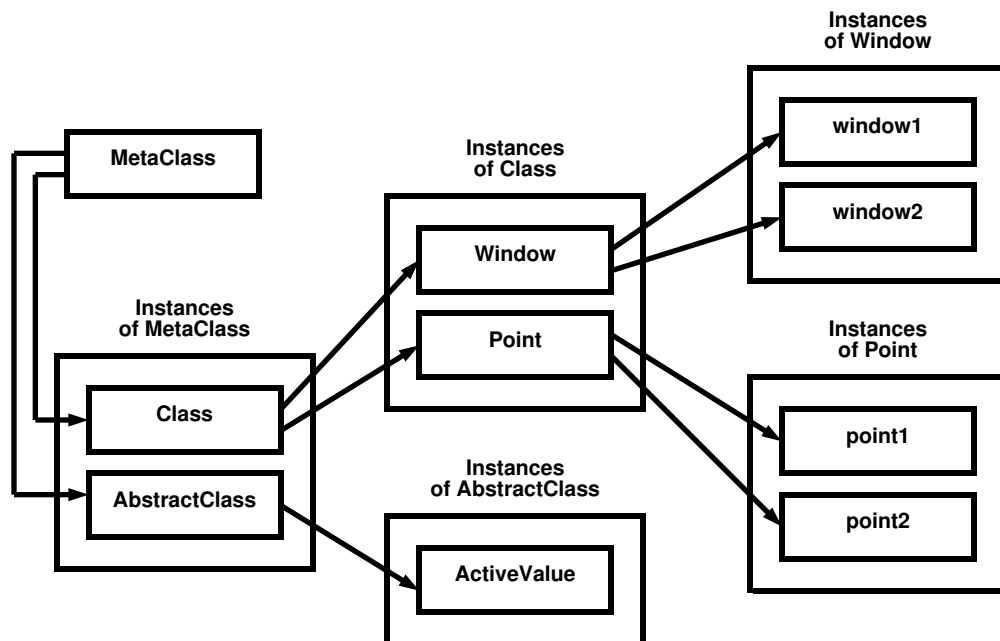 MetaClass
Instances
of MetaClass
Class
AbstractClass
Instances
of Class
Window
Point
Instances
of AbstractClass
ActiveValue
Instances
of Window
window1
window2
Instances
of Point
point1
point2